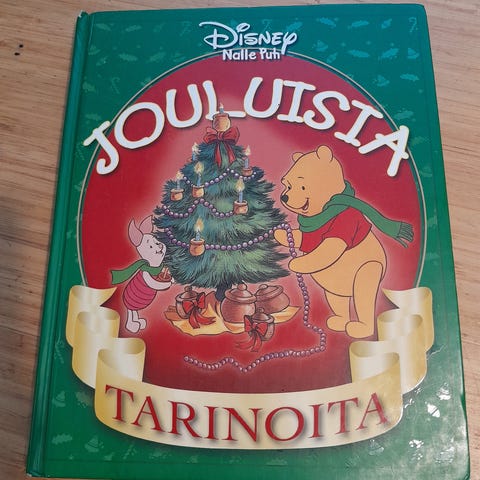 Disney
Nalle Puh
JOULUISIA
TARINOITA